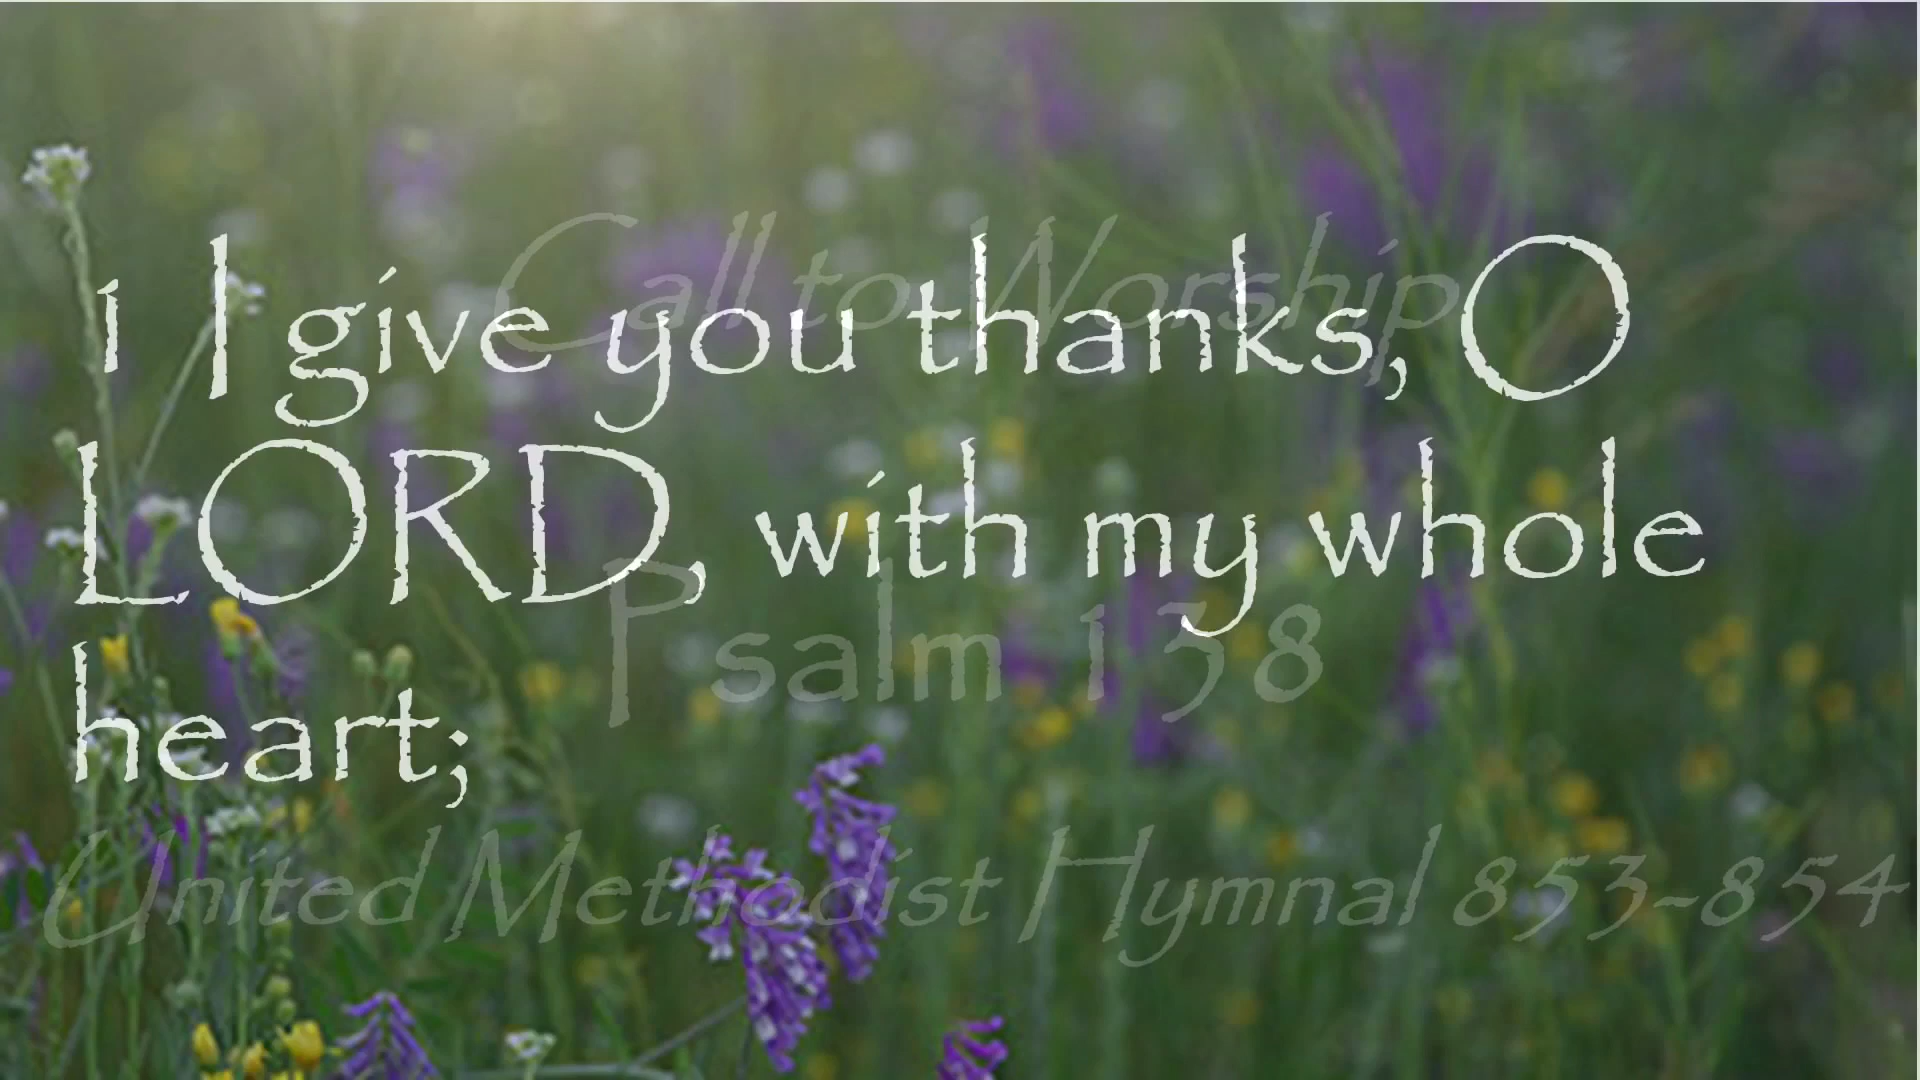 Call to Worship
1 I give you thanks, O
LORD, with my whole
Psalm 138
heart;
United Methodist Hymnal 853-854